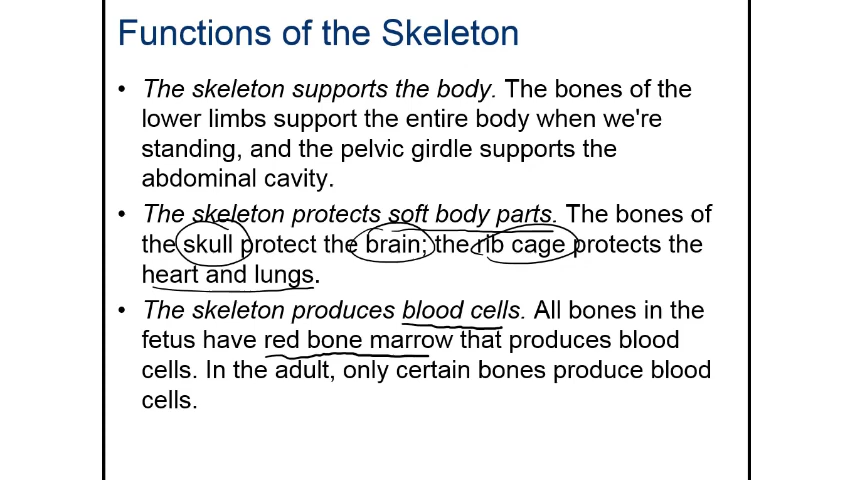 Functions of the Skeleton
• The skeleton supports the body. The bones of the
lower limbs support the entire body when we're
standing, and the pelvic girdle supports the
abdominal cavity.
• The skeleton protects soft body parts. The bones of
the skull protect the brain; the rib cage protects the
heart and lungs.
• The skeleton produces blood cells. All bones in the
fetus have red bone marrow that produces blood
cells. In the adult, only certain bones produce blood
cells.